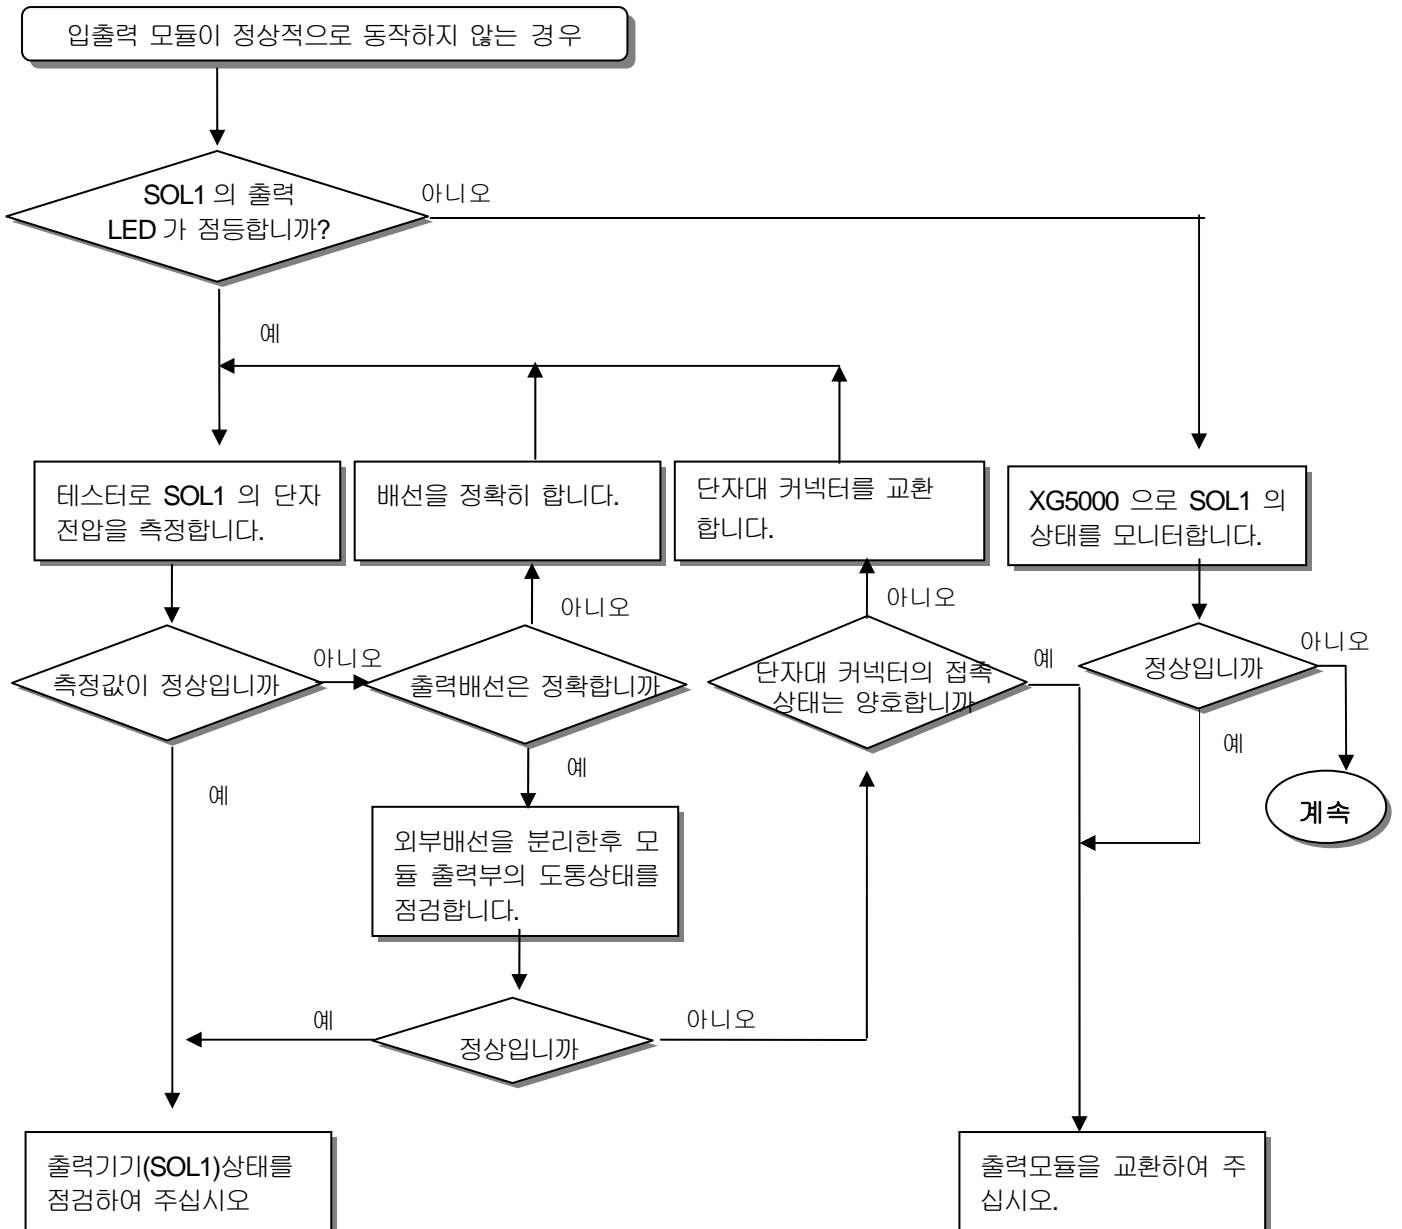 입출력 모듈이 정상적으로 동작하지 않는 경우
SOL1 의 출력
LED 가 점등합니까?
아니오
예
테스터로 SOL1 의 단자
전압을 측정합니다.
배선을 정확히 합니다.
단자대 커넥터를 교환
합니다.
XG5000 으로 SOL1 의
상태를 모니터합니다.
아니오
아니오
아니오
아니오
측정값이 정상입니까
출력배선은 정확합니까
단자대 커넥터의 접촉
상태는 양호합니까
예
정상입니까
예
예
예
계속
외부배선을 분리한후 모
듈 출력부의 도통상태를
점검합니다.
예
아니오
정상입니까
출력기기(SOL1)상태를
점검하여 주십시오
출력모듈을 교환하여 주
십시오.